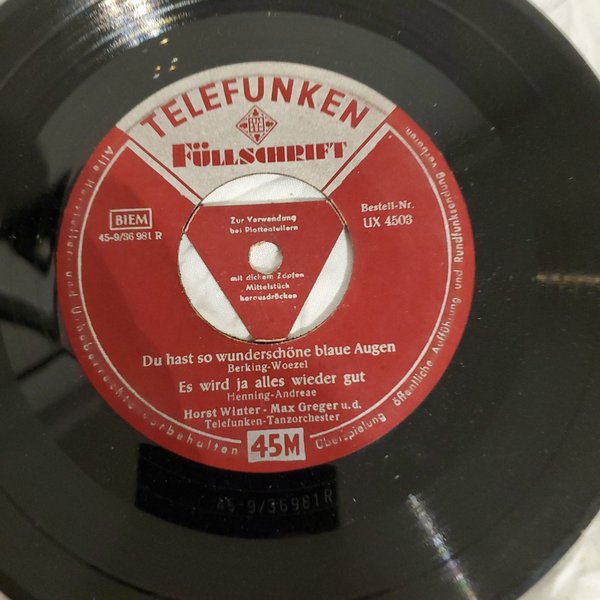 TELEFUNKEN
FÜLLSCHRIFT
BIEM
45-9/36 981 R
Bestell-Nr.
UX 4503
Zur Verwendung
bei Plattentellern
mit dickem Zapfen
Mittelstück
herausdrücken
Du hast so wunderschöne blaue Augen
Berking-Woezel
Es wird ja alles wieder gut
Henning-Andreae
Horst Winter - Max Greger u. d.
Telefunken-Tanzorchester
45M
Alle Hersteller- und Urheberrechte vorbehalten
Überspielung öffentliche Aufführung und Rundfunksendung verboten
45-9/36981R